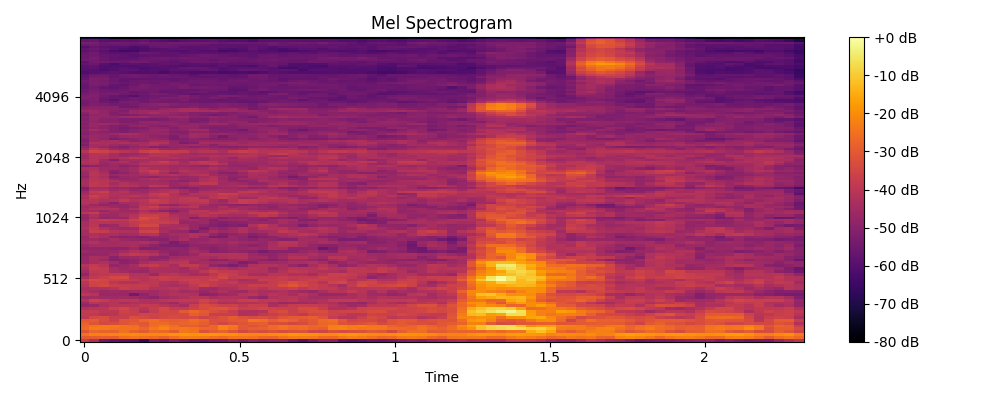 Mel Spectrogram
Hz
4096
2048
1024
512
0
0
0.5
1
1.5
2
Time
+0 dB
-10 dB
-20 dB
-30 dB
-40 dB
-50 dB
-60 dB
-70 dB
-80 dB